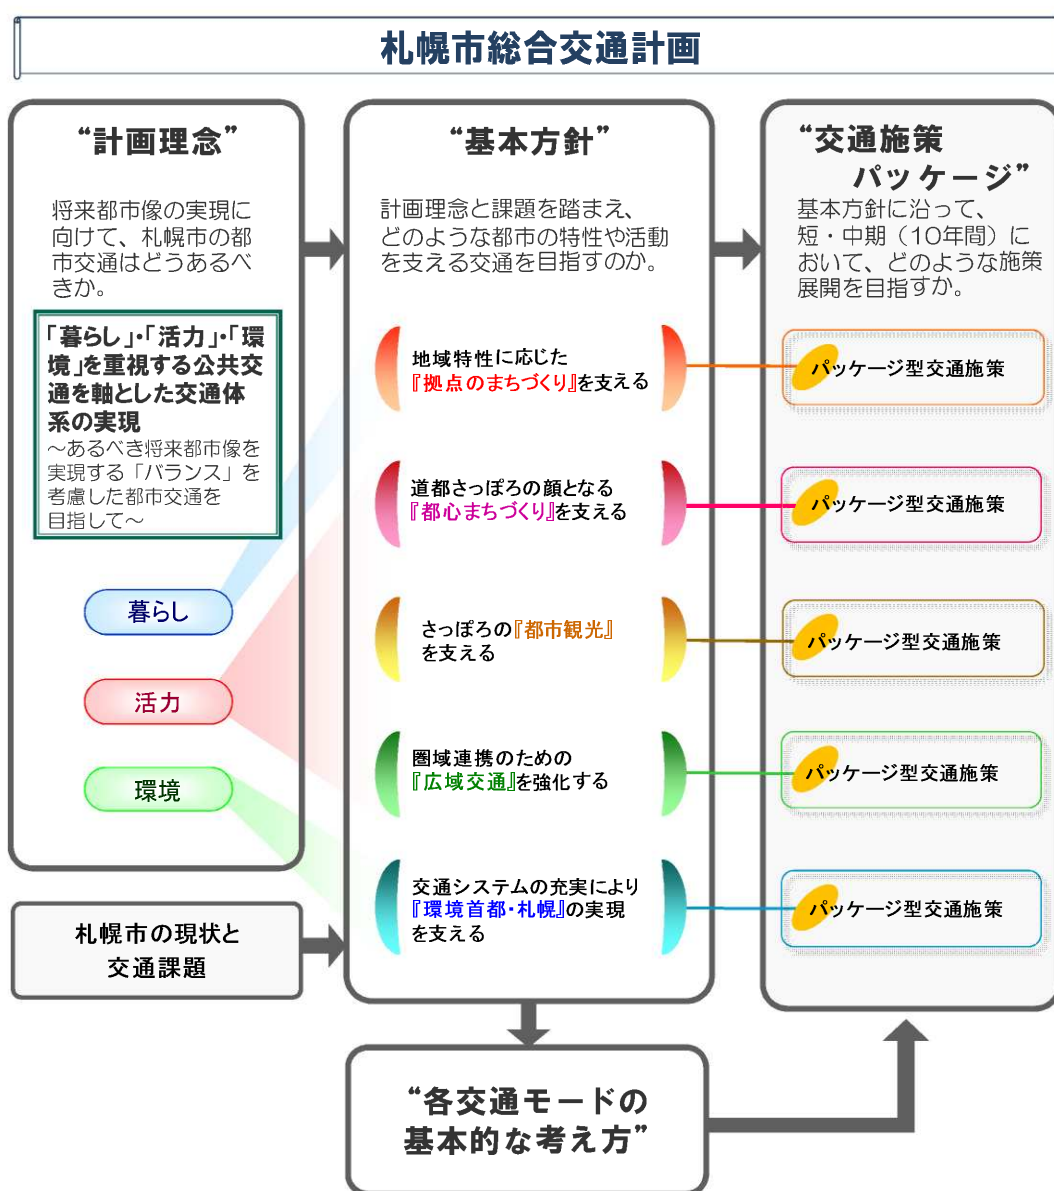 札幌市総合交通計画
“計画理念”
将来都市像の実現に
向けて、札幌市の都
市交通はどうあるべ
きか。
「暮らし」・「活力」・「環
境」を重視する公共交
通を軸とした交通体
系の実現
～あるべき将来都市像を
実現する「バランス」を
考慮した都市交通を
目指して～
暮らし
活力
環境
札幌市の現状と
交通課題
“基本方針”
計画理念と課題を踏まえ、
どのような都市の特性や活動
を支える交通を目指すのか。
地域特性に応じた
『拠点のまちづくり』を支える
道都さっぽろの顔となる
『都心まちづくり』を支える
さっぽろの『都市観光』
を支える
圏域連携のための
『広域交通』を強化する
交通システムの充実により
『環境首都・札幌』の実現
を支える
“交通施策
パッケージ”
基本方針に沿って、
短・中期（10年間）に
おいて、どのような施策
展開を目指すか。
パッケージ型交通施策
パッケージ型交通施策
パッケージ型交通施策
パッケージ型交通施策
パッケージ型交通施策
“各交通モードの
基本的な考え方”